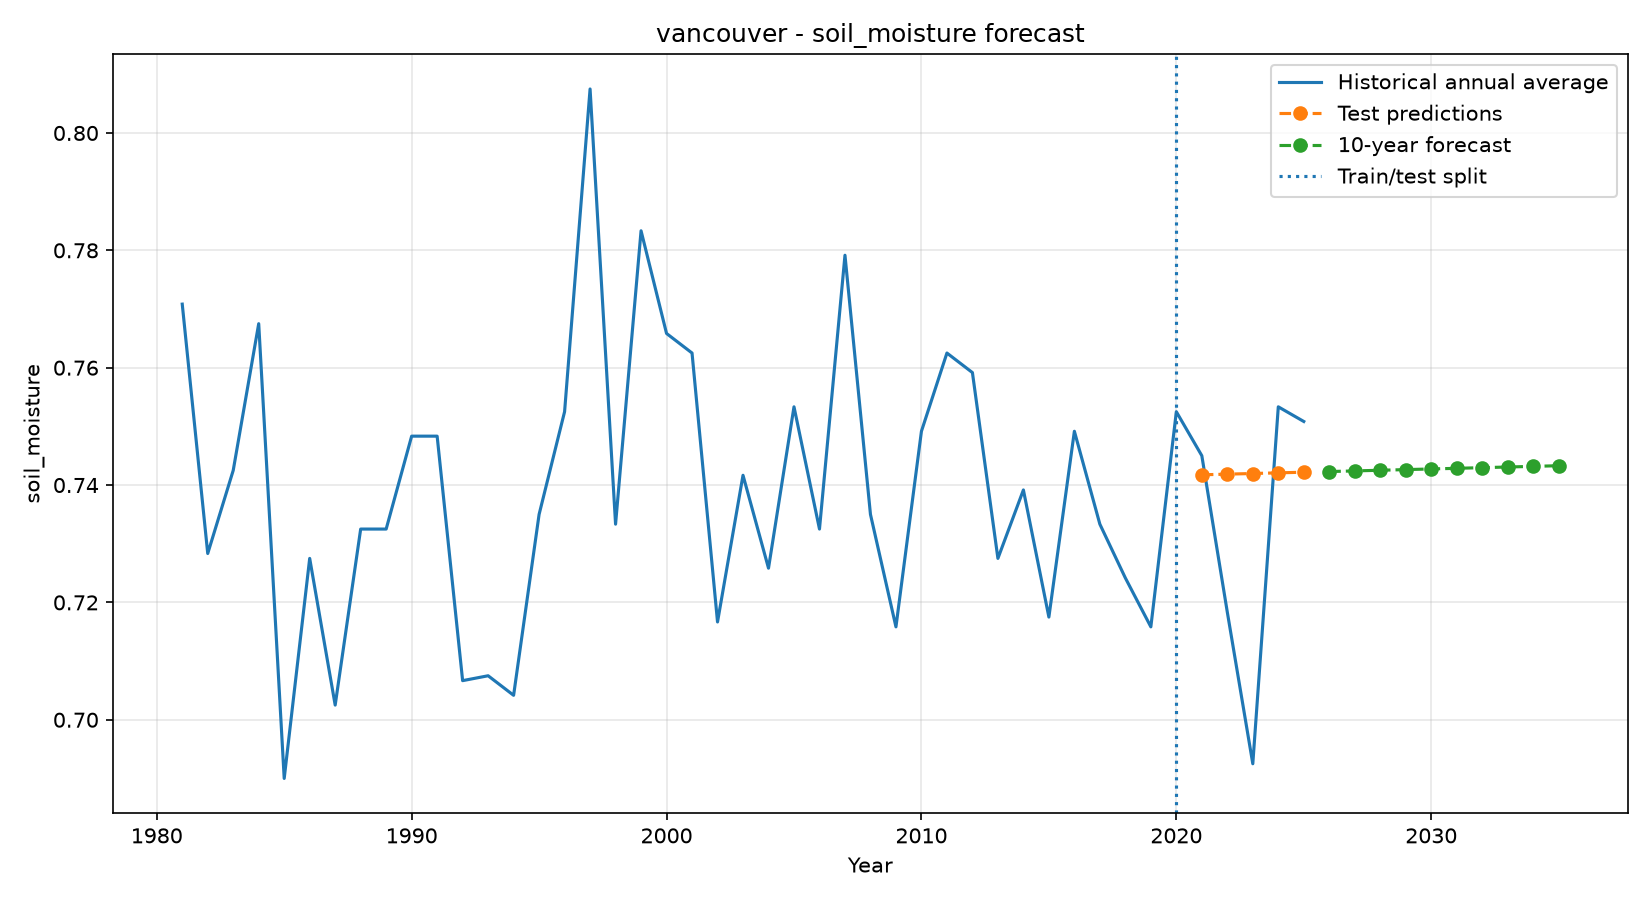 vancouver - soil_moisture forecast
Historical annual average
Test predictions
10-year forecast
Train/test split
soil_moisture
0.80
0.78
0.76
0.74
0.72
0.70
1980 1990 2000 2010 2020 2030
Year